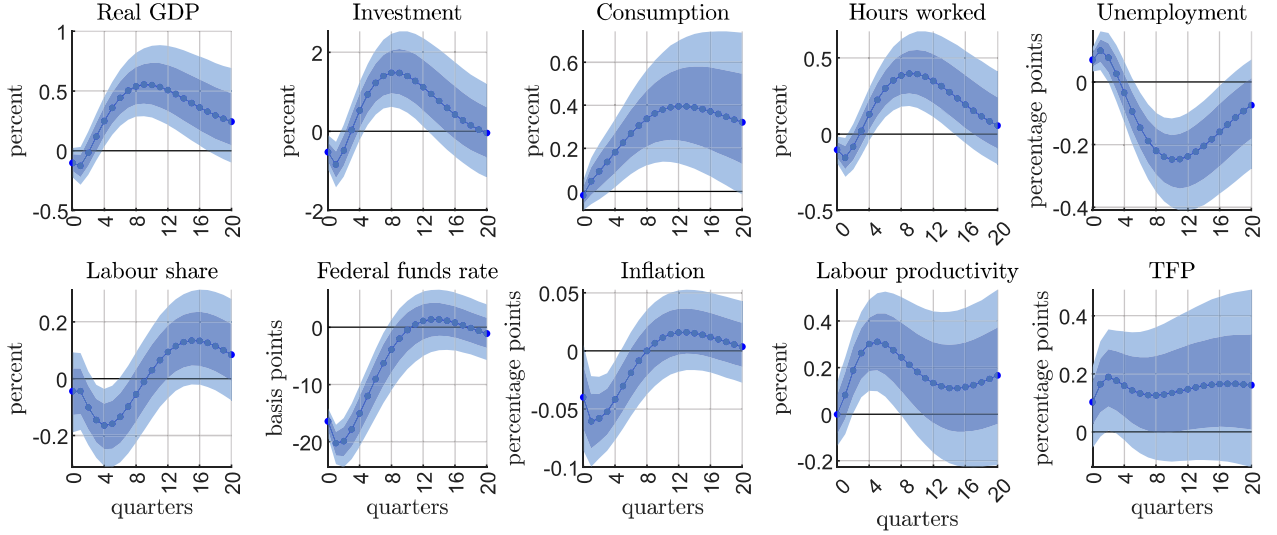 Real GDP
percent
1
0.5
0
-0.5
0 4 8 12 16 20
Investment
percent
2
0
-2
0 4 8 12 16 20
Consumption
percent
0.6
0.4
0.2
0
0 4 8 12 16 20
Hours worked
percent
0.5
0
-0.5
0 4 8 12 16 20
Unemployment
percentage points
0
-0.2
-0.4
0 4 8 12 16 20
Labour share
percent
0.2
0
-0.2
0 4 8 12 16 20
quarters
Federal funds rate
basis points
0
-10
-20
0 4 8 12 16 20
quarters
Inflation
percentage points
0.05
0
-0.05
-0.1
0 4 8 12 16 20
quarters
Labour productivity
percent
0.4
0.2
0
-0.2
0 4 8 12 16 20
quarters
TFP
percentage points
0.4
0.2
0
0 4 8 12 16 20
quarters